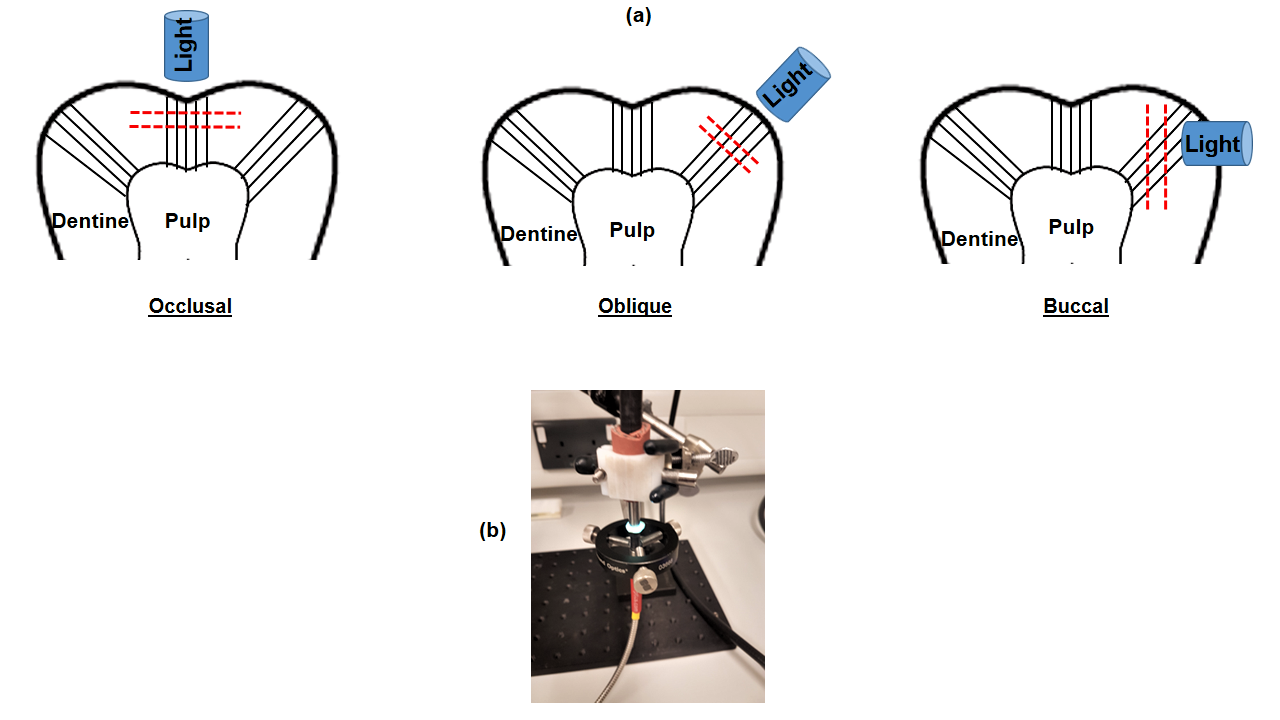 (a)
Light
Light
Light
Dentine Pulp
Dentine Pulp
Dentine Pulp
Occlusal
Oblique
Buccal
(b)